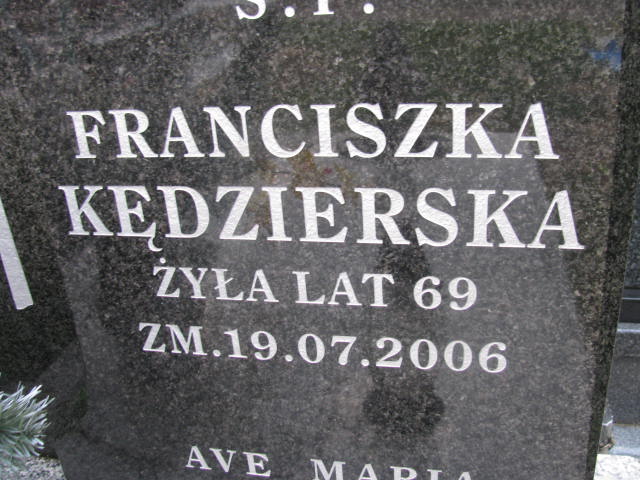 Ś.P.
FRANCISZKA
KĘDZIERSKA
ŻYŁA LAT 69
ZM.19.07.2006
AVE MARIA